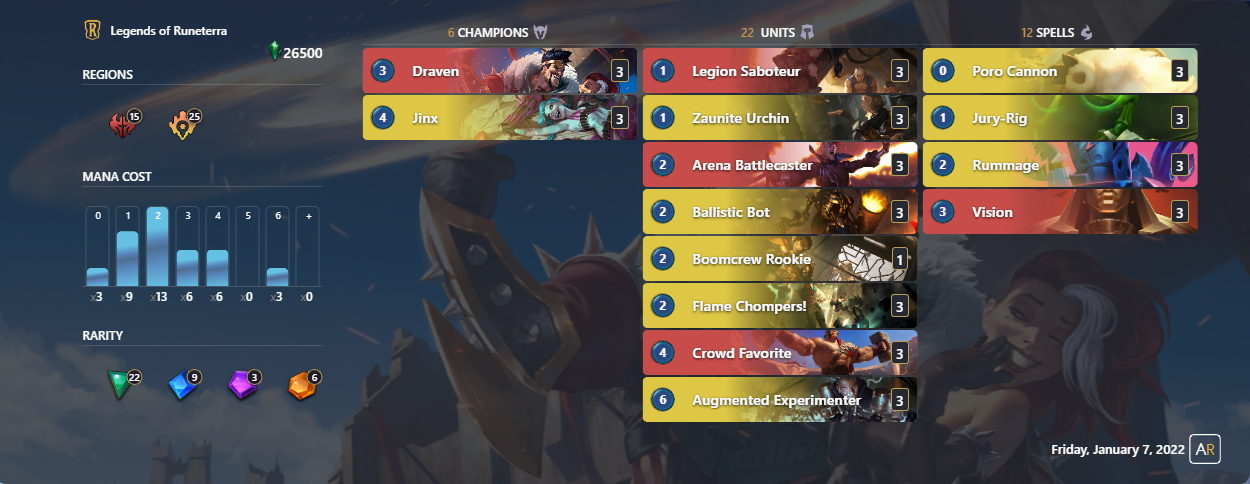 R Legends of Runeterra
26500
REGIONS
15 25
MANA COST
0 1 2 3 4 5 6 +
x3 x9 x13 x6 x6 x0 x3 x0
RARITY
22 9 3 6
6 CHAMPIONS
3 Draven 3
4 Jinx 3
22 UNITS
1 Legion Saboteur 3
1 Zaunite Urchin 3
2 Arena Battlecaster 3
2 Ballistic Bot 3
2 Boomcrew Rookie 1
2 Flame Chompers! 3
4 Crowd Favorite 3
6 Augmented Experimenter 3
12 SPELLS
0 Poro Cannon 3
1 Jury-Rig 3
2 Rummage 3
3 Vision 3
Friday, January 7, 2022 AR